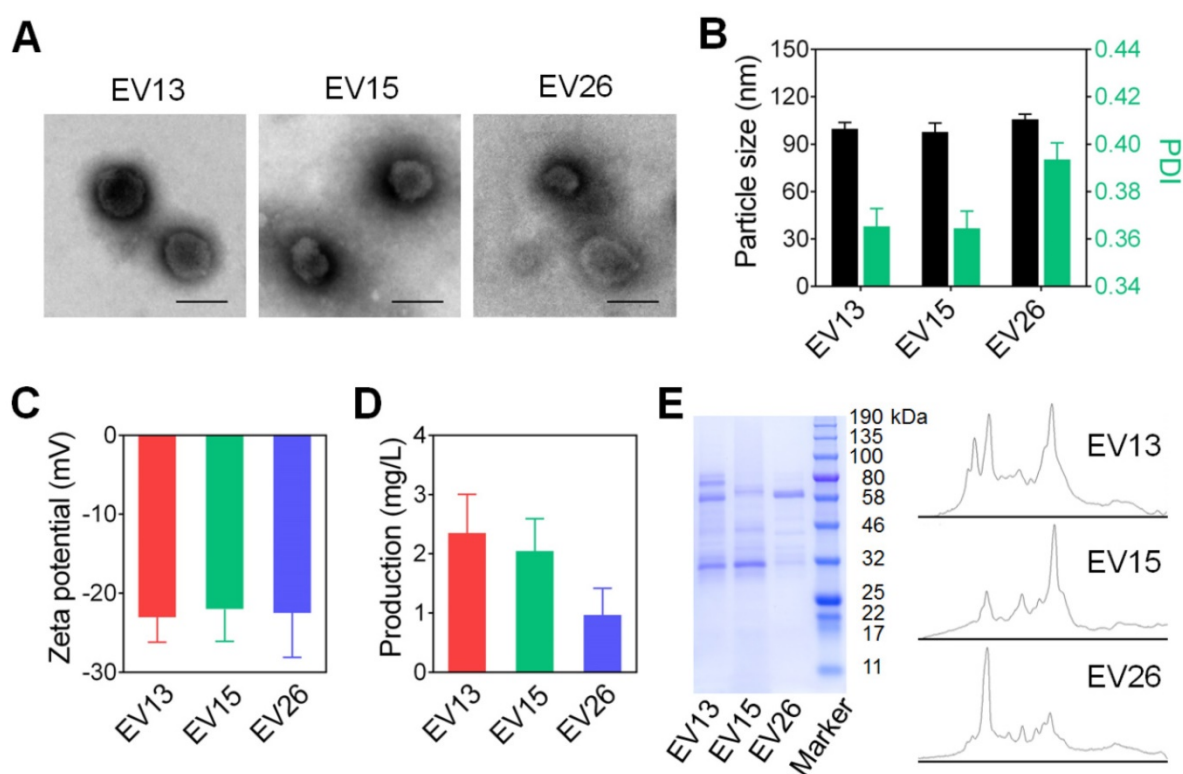 A
EV13
EV15
EV26
B
Particle size (nm)
150
120
90
60
30
0
0.44
0.42
0.40
0.38
0.36
0.34
PDI
EV13
EV15
EV26
C
Zeta potential (mV)
0
-10
-20
-30
EV13
EV15
EV26
D
Production (mg/L)
4
3
2
1
0
EV13
EV15
EV26
E
190 kDa
135
100
80
58
46
32
25
22
17
11
EV13
EV15
EV26
Marker
EV13
EV15
EV26